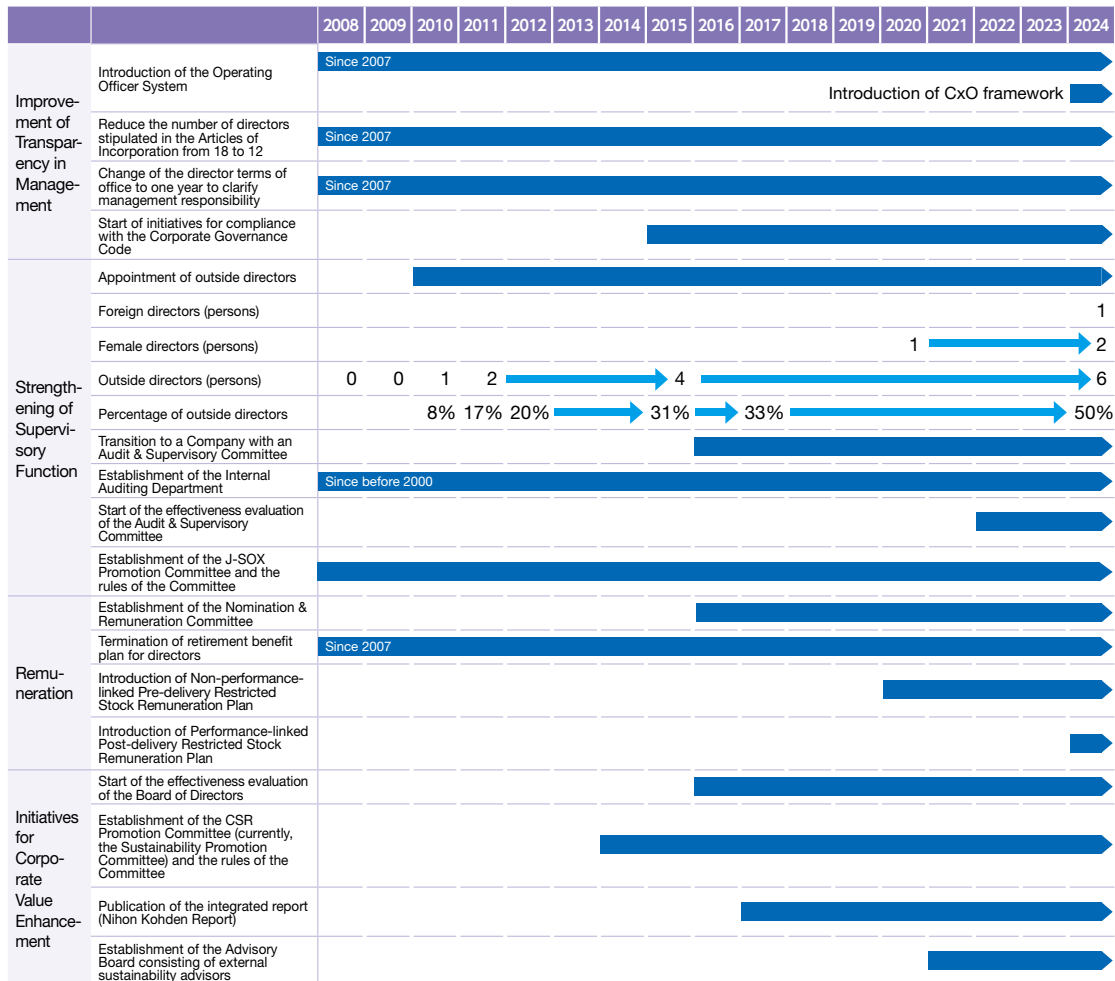 2008 2009 2010 2011 2012 2013 2014 2015 2016 2017 2018 2019 2020 2021 2022 2023 2024
Improve-
ment of
Transpar-
ency in
Manage-
ment
Introduction of the Operating
Officer System
Since 2007
Introduction of CxO framework
Reduce the number of directors
stipulated in the Articles of
Incorporation from 18 to 12
Since 2007
Change of the director terms of
office to one year to clarify
management responsibility
Since 2007
Start of initiatives for compliance
with the Corporate Governance
Code
Strength-
ening of
Supervi-
sory
Function
Appointment of outside directors
Foreign directors (persons)
1
Female directors (persons)
1 2
Outside directors (persons)
0 0 1 2 4 6
Percentage of outside directors
8% 17% 20% 31% 33% 50%
Transition to a Company with an
Audit & Supervisory Committee
Establishment of the Internal
Auditing Department
Since before 2000
Start of the effectiveness evaluation
of the Audit & Supervisory
Committee
Establishment of the J-SOX
Promotion Committee and the
rules of the Committee
Remu-
neration
Establishment of the Nomination &
Remuneration Committee
Termination of retirement benefit
plan for directors
Since 2007
Introduction of Non-performance-
linked Pre-delivery Restricted
Stock Remuneration Plan
Introduction of Performance-linked
Post-delivery Restricted Stock
Remuneration Plan
Initiatives
for
Corpo-
rate
Value
Enhance-
ment
Start of the effectiveness evaluation
of the Board of Directors
Establishment of the CSR
Promotion Committee (currently,
the Sustainability Promotion
Committee) and the rules of the
Committee
Publication of the integrated report
(Nihon Kohden Report)
Establishment of the Advisory
Board consisting of external
sustainability advisors